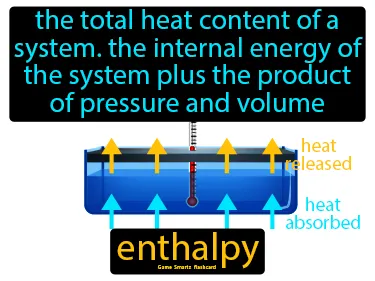 the total heat content of a
system. the internal energy of
the system plus the product
of pressure and volume
heat
released
heat
absorbed
enthalpy
Game Smartz flashcard